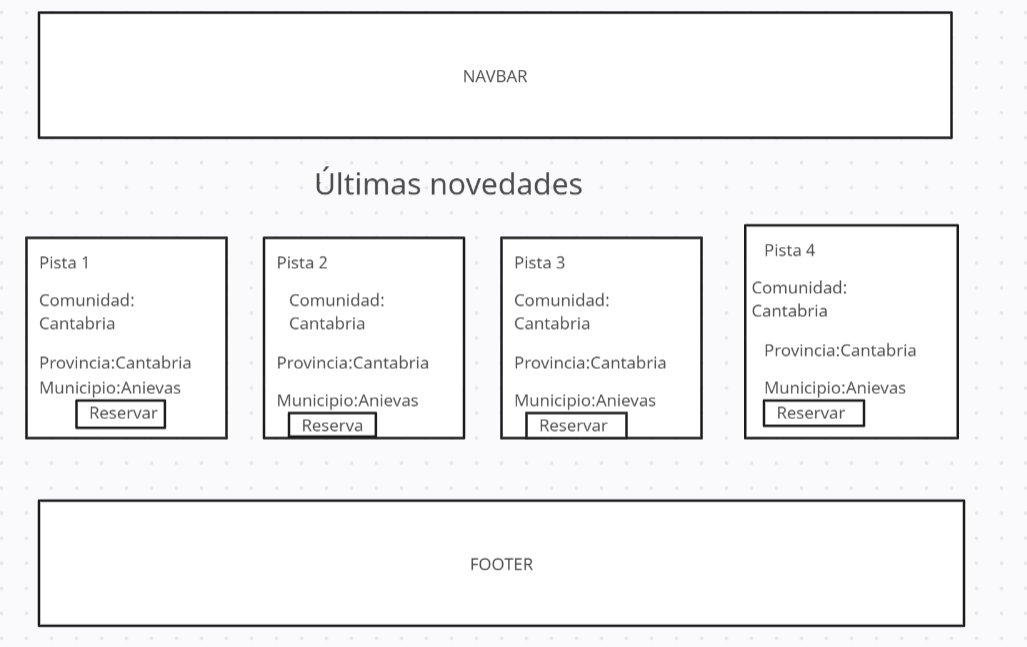 NAVBAR
Últimas novedades
Pista 1
Comunidad:
Cantabria
Provincia:Cantabria
Municipio:Anievas
Reservar
Pista 2
Comunidad:
Cantabria
Provincia:Cantabria
Municipio:Anievas
Reserva
Pista 3
Comunidad:
Cantabria
Provincia:Cantabria
Municipio:Anievas
Reservar
Pista 4
Comunidad:
Cantabria
Provincia:Cantabria
Municipio:Anievas
Reservar
FOOTER